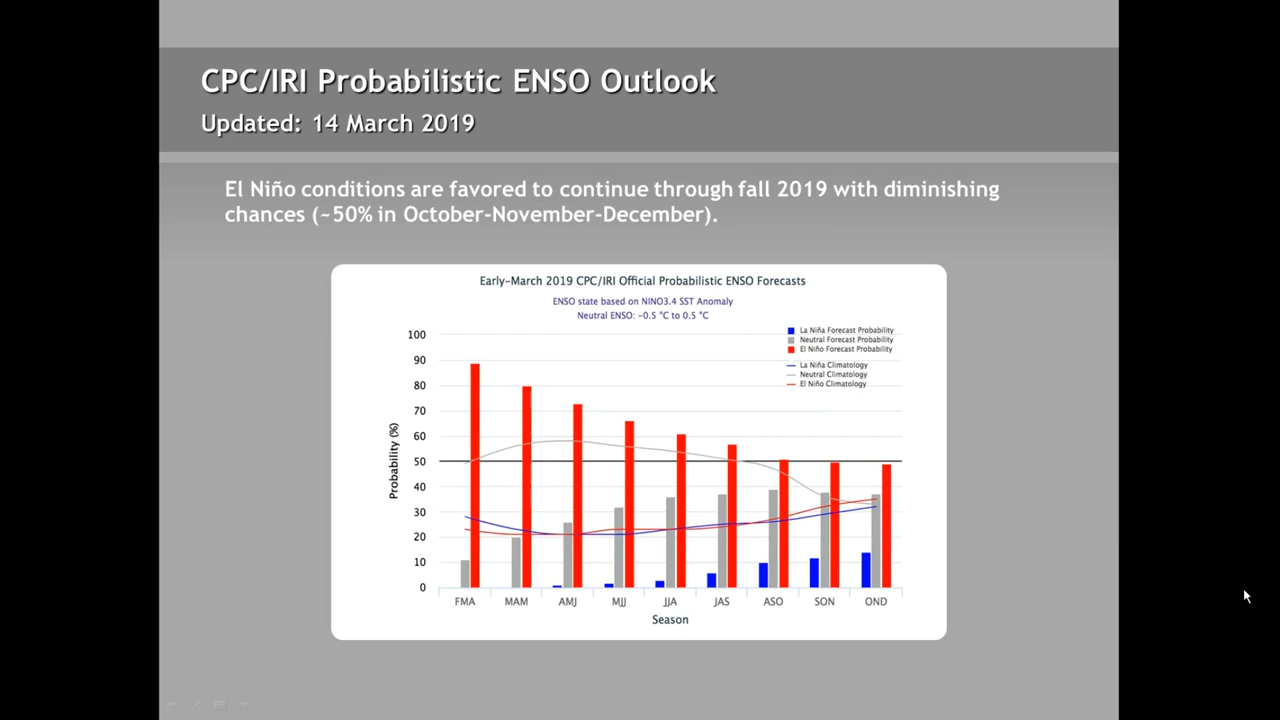 CPC/IRI Probabilistic ENSO Outlook
Updated: 14 March 2019
El Niño conditions are favored to continue through fall 2019 with diminishing
chances (~50% in October-November-December).
Early-March 2019 CPC/IRI Official Probabilistic ENSO Forecasts
ENSO state based on NINO3.4 SST Anomaly
Neutral ENSO: -0.5 °C to 0.5 °C
La Niña Forecast Probability
Neutral Forecast Probability
El Niño Forecast Probability
La Niña Climatology
Neutral Climatology
El Niño Climatology
Probability (%)
100
90
80
70
60
50
40
30
20
10
0
FMA MAM AMJ MJJ JJA JAS ASO SON OND
Season